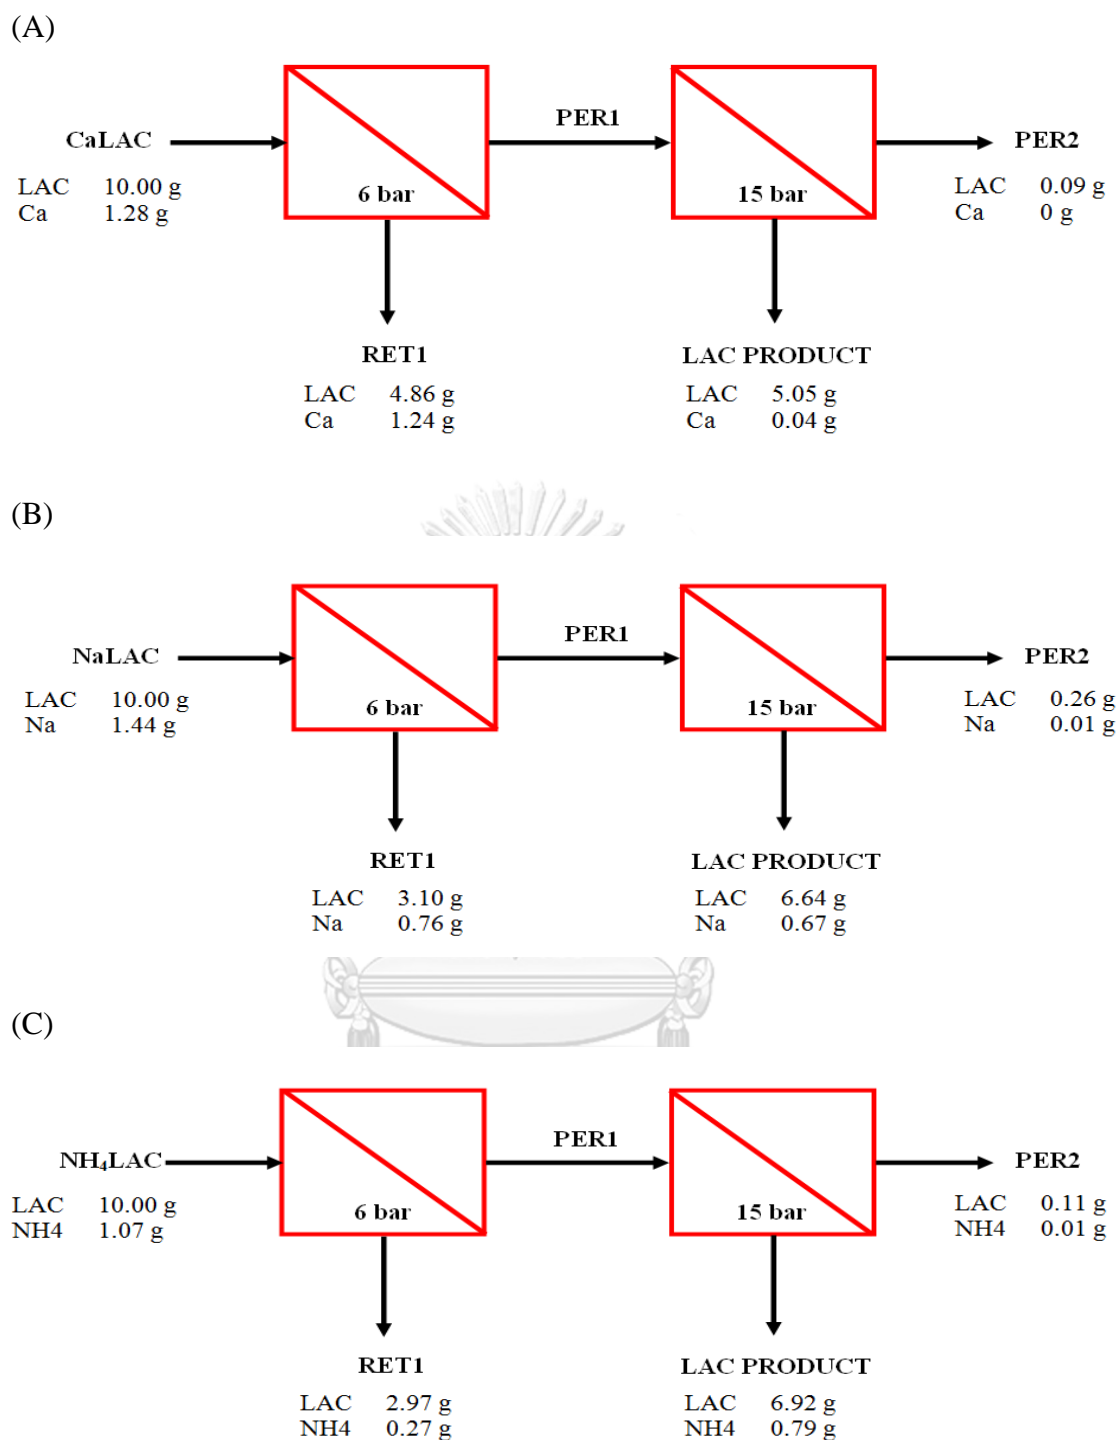 (A)
PER1
CaLAC
PER2
LAC 10.00 g
Ca 1.28 g
6 bar
15 bar
LAC 0.09 g
Ca 0 g
RET1
LAC PRODUCT
LAC 4.86 g
Ca 1.24 g
LAC 5.05 g
Ca 0.04 g
(B)
PER1
NaLAC
PER2
LAC 10.00 g
Na 1.44 g
6 bar
15 bar
LAC 0.26 g
Na 0.01 g
RET1
LAC PRODUCT
LAC 3.10 g
Na 0.76 g
LAC 6.64 g
Na 0.67 g
(C)
PER1
NH₄LAC
PER2
LAC 10.00 g
NH4 1.07 g
6 bar
15 bar
LAC 0.11 g
NH4 0.01 g
RET1
LAC PRODUCT
LAC 2.97 g
NH4 0.27 g
LAC 6.92 g
NH4 0.79 g